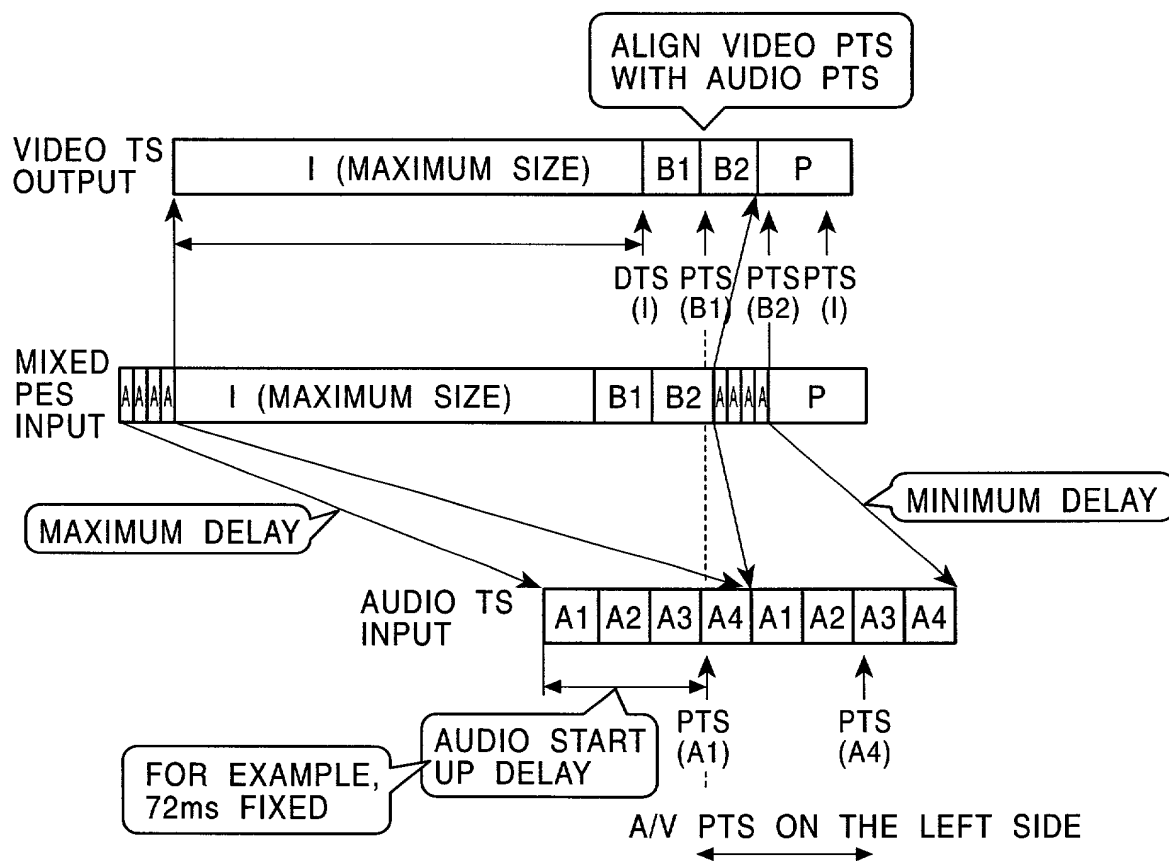 ALIGN VIDEO PTS
WITH AUDIO PTS
VIDEO TS
OUTPUT
I (MAXIMUM SIZE)
B1
B2
P
DTS
(I)
PTS
(B1)
PTS
(B2)
PTS
(I)
MIXED
PES
INPUT
A
A
A
A
I (MAXIMUM SIZE)
B1
B2
A
A
A
A
P
MAXIMUM DELAY
MINIMUM DELAY
AUDIO TS
INPUT
A1
A2
A3
A4
A1
A2
A3
A4
PTS
(A1)
PTS
(A4)
AUDIO START
UP DELAY
FOR EXAMPLE,
72ms FIXED
A/V PTS ON THE LEFT SIDE